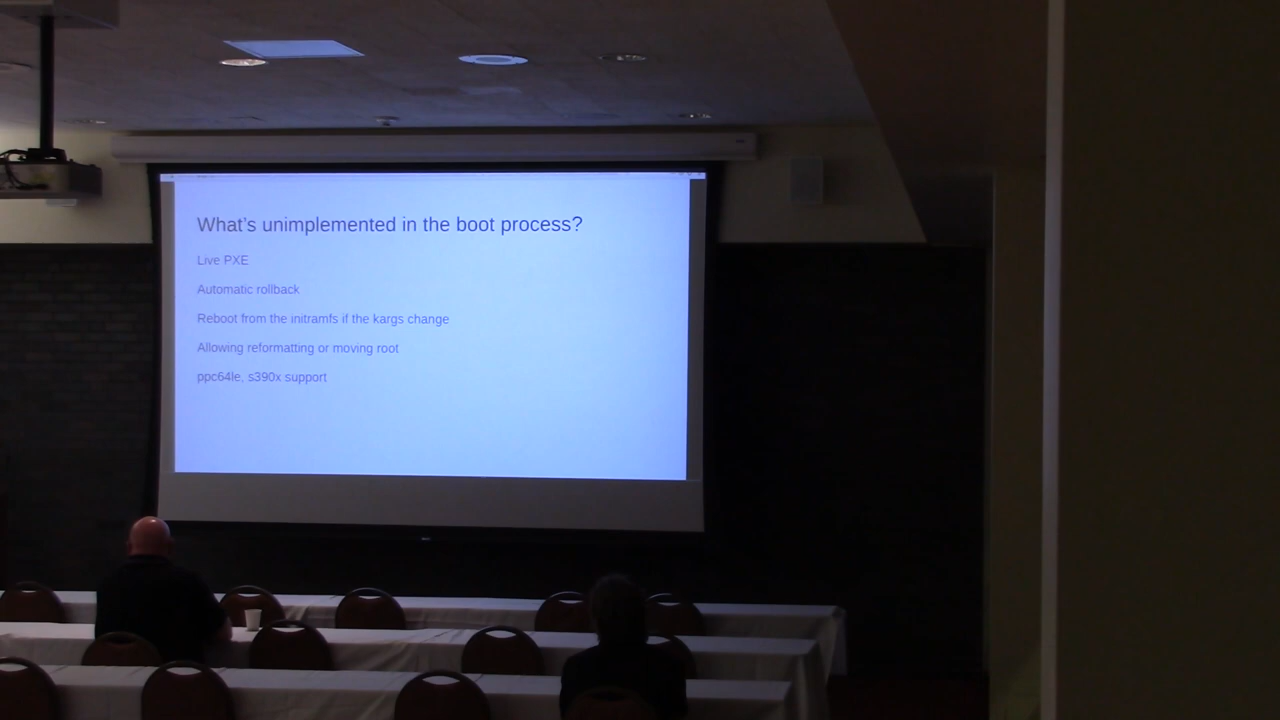 What's unimplemented in the boot process?
Live PXE
Automatic rollback
Reboot from the initramfs if the kargs change
Allowing reformatting or moving root
ppc64le, s390x support